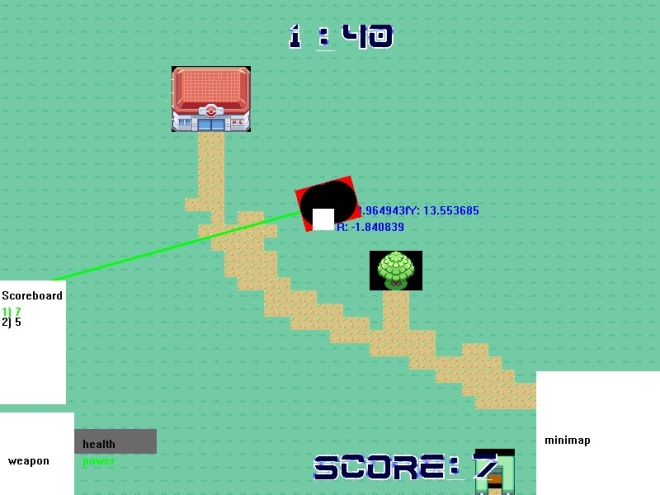 1 : 40
.964943fY: 13.553685
R: -1.840839
Scoreboard
1) 7
2) 5
health
power
weapon
minimap
SCORE: 7